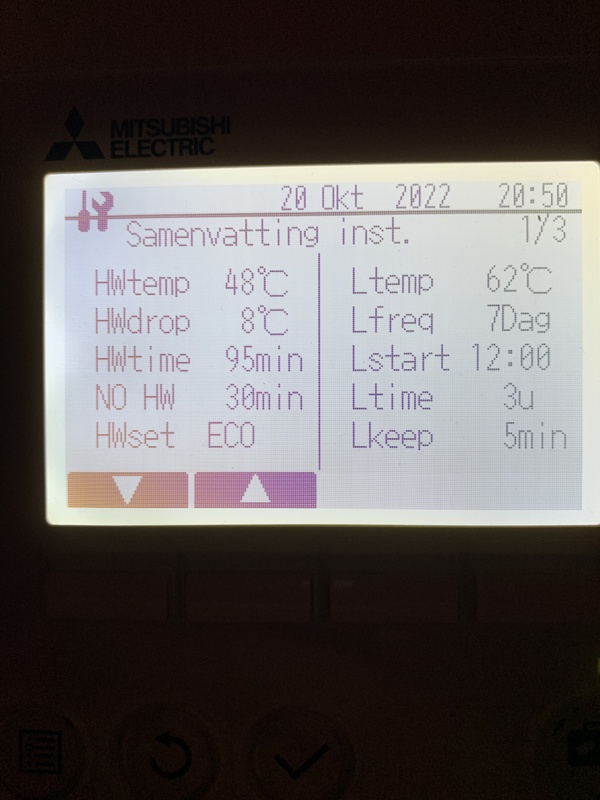 MITSUBISHI
ELECTRIC
20 Okt 2022 20:50
Samenvatting inst. 1/3
HWtemp 48℃ Ltemp 62℃
HWdrop 8℃ Lfreq 7Dag
HWtime 95min Lstart 12:00
NO HW 30min Ltime 3u
HWset ECO Lkeep 5min